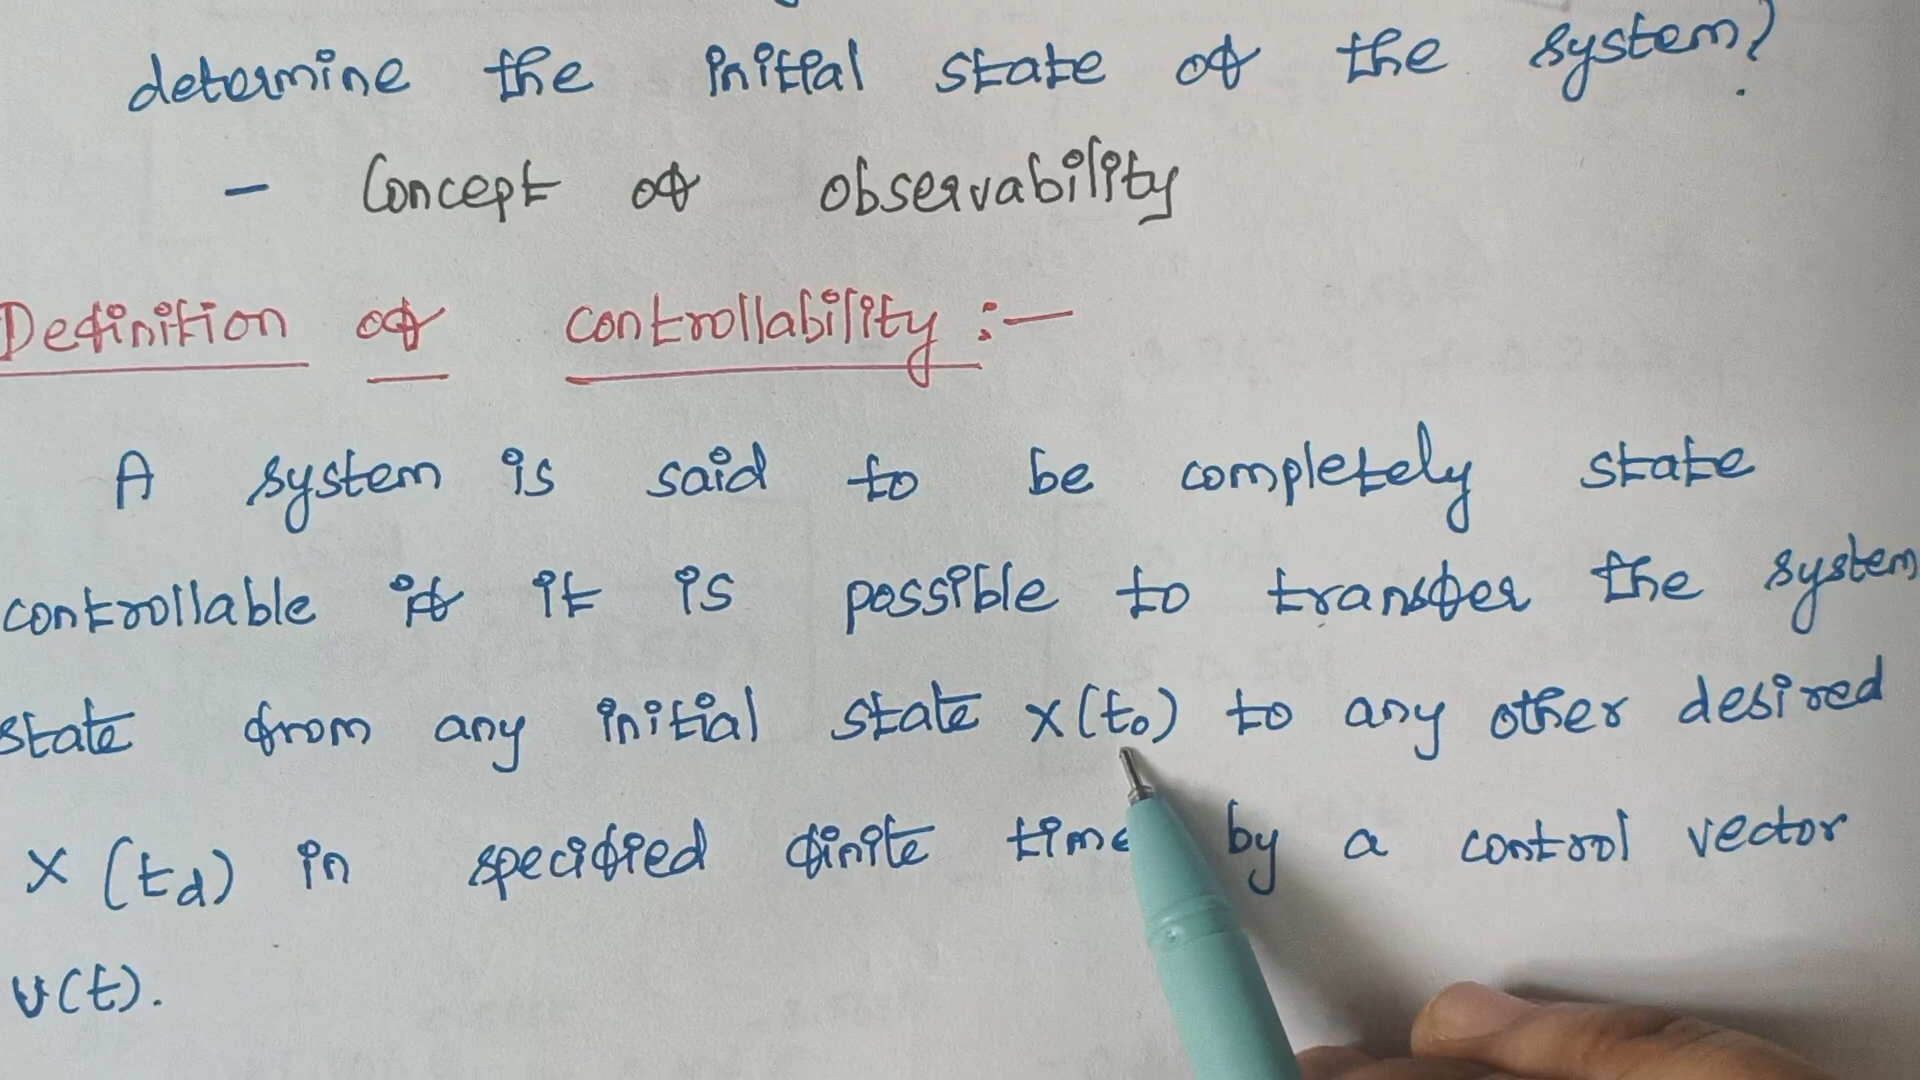 determine the initial state of the system?
- Concept of observability
Definition of controllability :-
A system is said to be completely state
controllable if it is possible to transfer the system
state from any initial state X(t₀) to any other desired
X (t_d) in specified finite time by a control vector
U(t).